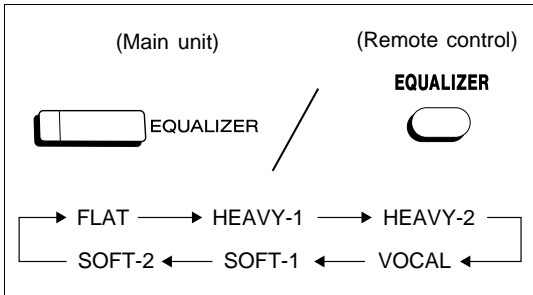 (Main unit) (Remote control)
EQUALIZER
EQUALIZER
FLAT HEAVY-1 HEAVY-2
SOFT-2 SOFT-1 VOCAL